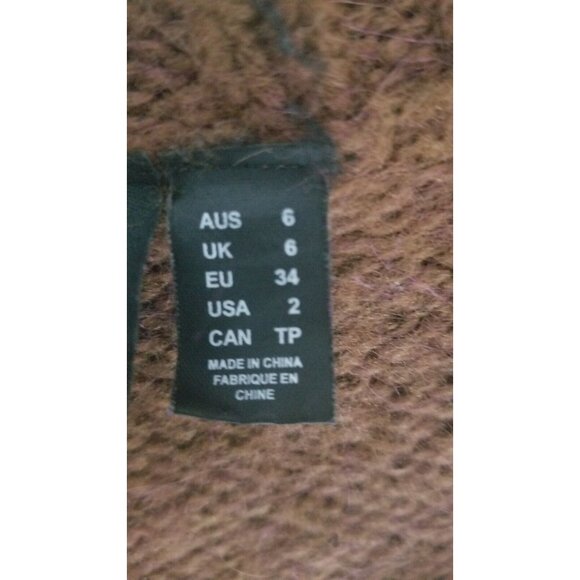 AUS 6
UK 6
EU 34
USA 2
CAN TP
MADE IN CHINA
FABRIQUE EN
CHINE